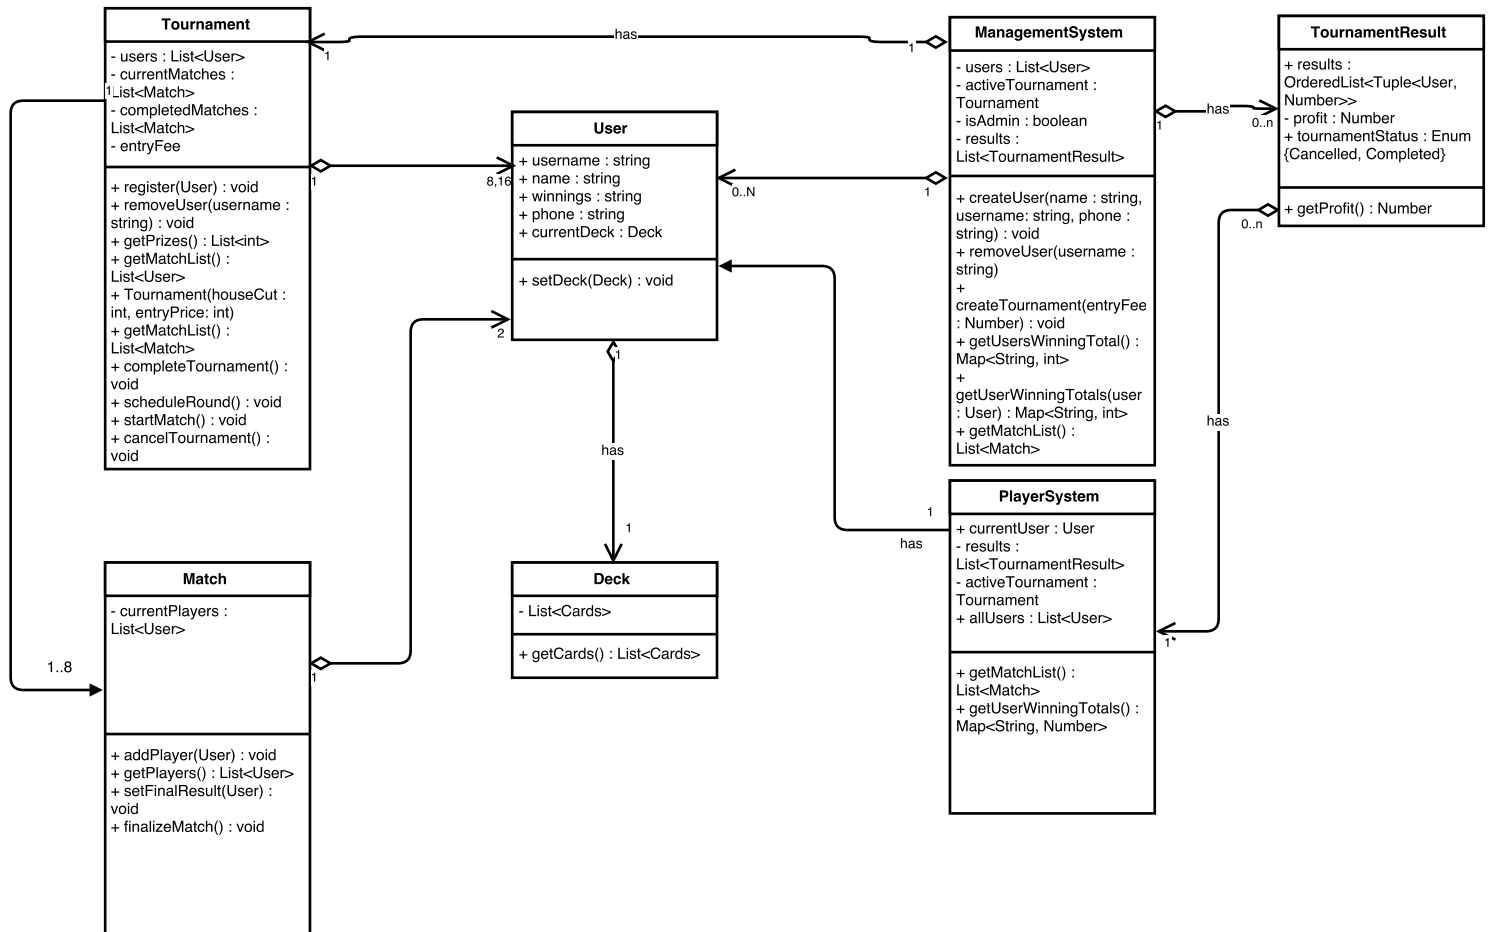 Tournament
- users : List<User>
- currentMatches :
List<Match>
- completedMatches :
List<Match>
- entryFee
+ register(User) : void
+ removeUser(username :
string) : void
+ getPrizes() : List<int>
+ getMatchList() :
List<User>
+ Tournament(houseCut :
int, entryPrice: int)
+ getMatchList() :
List<Match>
+ completeTournament() :
void
+ scheduleRound() : void
+ startMatch() : void
+ cancelTournament() :
void
1
1
has
1
1
8,16
User
+ username : string
+ name : string
+ winnings : string
+ phone : string
+ currentDeck : Deck
+ setDeck(Deck) : void
0..N
1
2
1
has
1
ManagementSystem
- users : List<User>
- activeTournament :
Tournament
- isAdmin : boolean
- results :
List<TournamentResult>
+ createUser(name : string,
username: string, phone :
string) : void
+ removeUser(username :
string)
+
createTournament(entryFee
: Number) : void
+ getUsersWinningTotal() :
Map<String, int>
+
getUserWinningTotals(user
: User) : Map<String, int>
+ getMatchList() :
List<Match>
1
has
0..n
TournamentResult
+ results :
OrderedList<Tuple<User,
Number>>
- profit : Number
+ tournamentStatus : Enum
{Cancelled, Completed}
+ getProfit() : Number
0..n
has
1*
PlayerSystem
+ currentUser : User
- results :
List<TournamentResult>
- activeTournament :
Tournament
+ allUsers : List<User>
+ getMatchList() :
List<Match>
+ getUserWinningTotals() :
Map<String, Number>
1
has
Deck
- List<Cards>
+ getCards() : List<Cards>
Match
- currentPlayers :
List<User>
+ addPlayer(User) : void
+ getPlayers() : List<User>
+ setFinalResult(User) :
void
+ finalizeMatch() : void
1..8
1